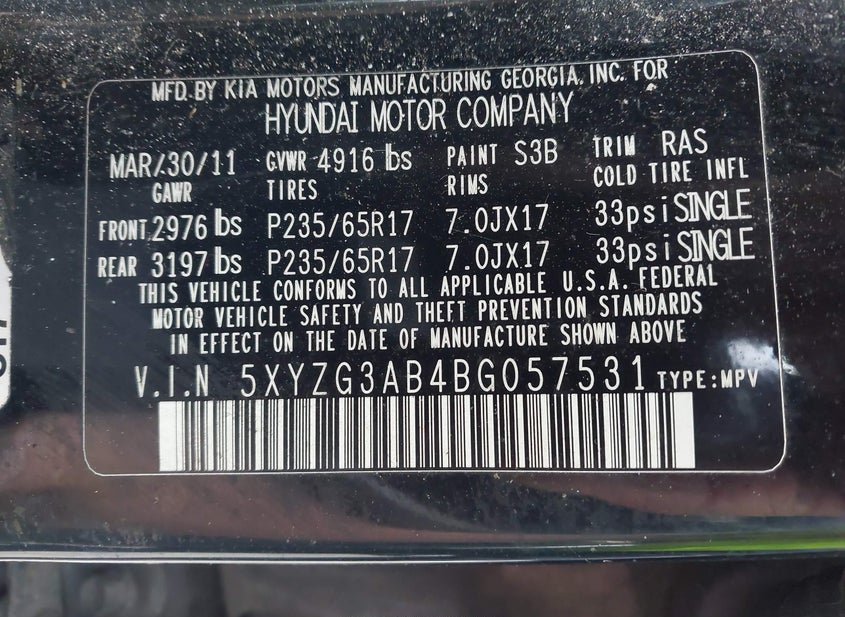 MFD. BY KIA MOTORS MANUFACTURING GEORGIA, INC. FOR
HYUNDAI MOTOR COMPANY
MAR/30/11 GVWR 4916 lbs PAINT S3B TRIM RAS
GAWR TIRES RIMS COLD TIRE INFL
FRONT 2976 lbs P235/65R17 7.0JX17 33psi SINGLE
REAR 3197 lbs P235/65R17 7.0JX17 33psi SINGLE
THIS VEHICLE CONFORMS TO ALL APPLICABLE U.S.A. FEDERAL
MOTOR VEHICLE SAFETY AND THEFT PREVENTION STANDARDS
IN EFFECT ON THE DATE OF MANUFACTURE SHOWN ABOVE
V.I.N 5XYZG3AB4BG057531 TYPE:MPV